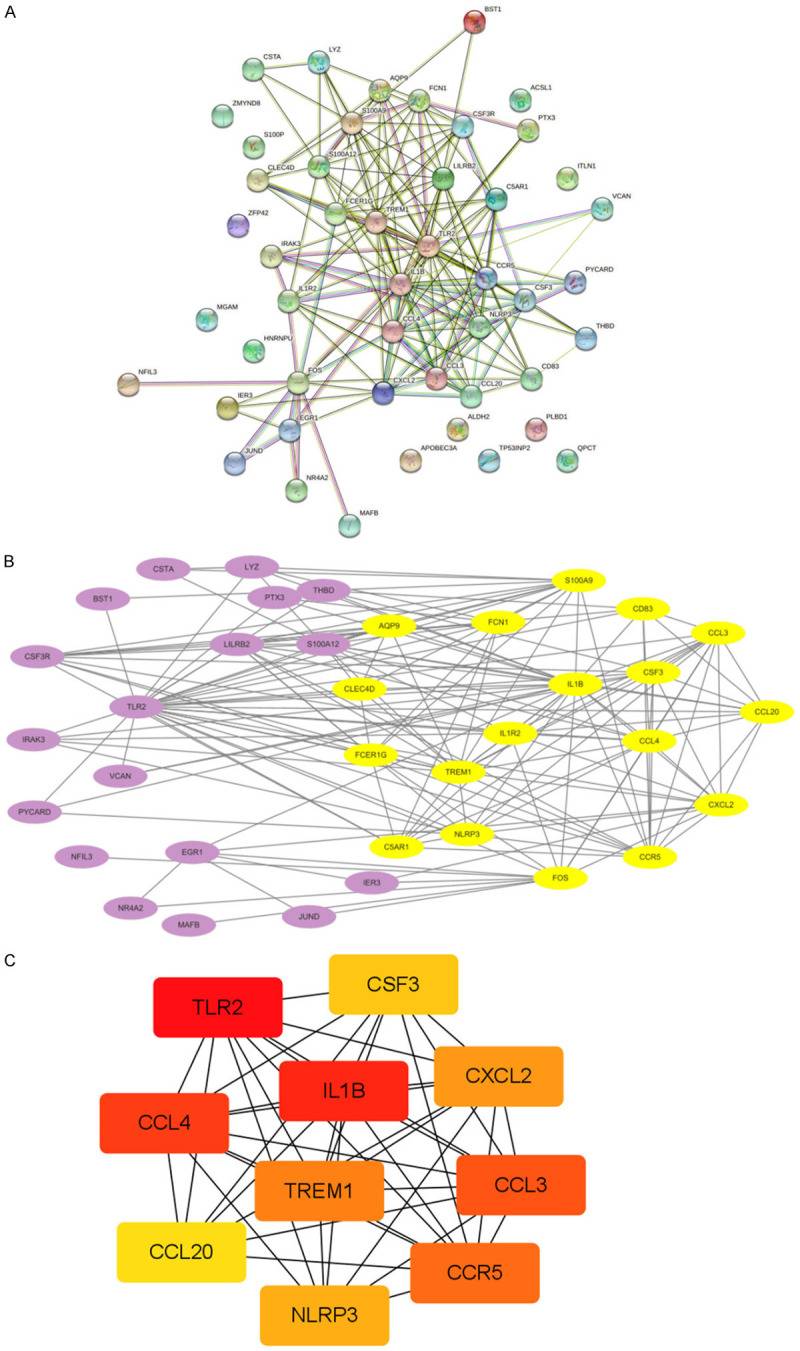 A
BST1
LYZ
CSTA
AQP9
FCN1
ACSL1
ZMYND8
S100A9
CSF3R
PTX3
S100P
S100A12
LILRB2
ITLN1
CLEC4D
C5AR1
VCAN
FCER1G
TREM1
ZFP42
TLR2
IRAK3
CCR5
IL1B
PYCARD
IL1R2
CSF3
MGAM
CCL4
NLRP3
THBD
HNRNPU
NFIL3
FOS
CCL3
CD83
CXCL2
CCL20
IER3
EGR1
ALDH2
PLBD1
JUND
APOBEC3A
TP53INP2
QPCT
NR4A2
MAFB
B
CSTA
LYZ
S100A9
BST1
PTX3
THBD
CD83
AQP9
FCN1
CCL3
CSF3R
LILRB2
S100A12
CSF3
CLEC4D
IL1B
TLR2
CCL20
IRAK3
IL1R2
CCL4
FCER1G
VCAN
TREM1
PYCARD
CXCL2
NLRP3
C5AR1
NFIL3
EGR1
CCR5
IER3
FOS
NR4A2
MAFB
JUND
C
CSF3
TLR2
CXCL2
IL1B
CCL4
TREM1
CCL3
CCL20
CCR5
NLRP3